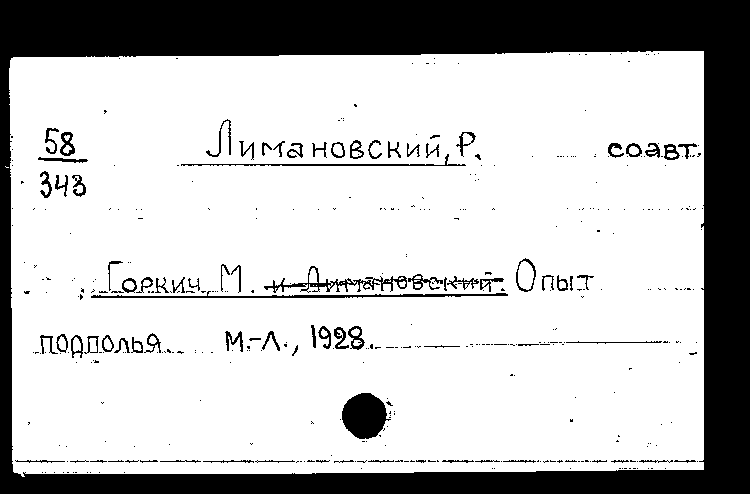 58 Лимановский, Р. соавт.
343
Горкич, М. и Лимановский. Опыт
подполья. М.-Л., 1928.